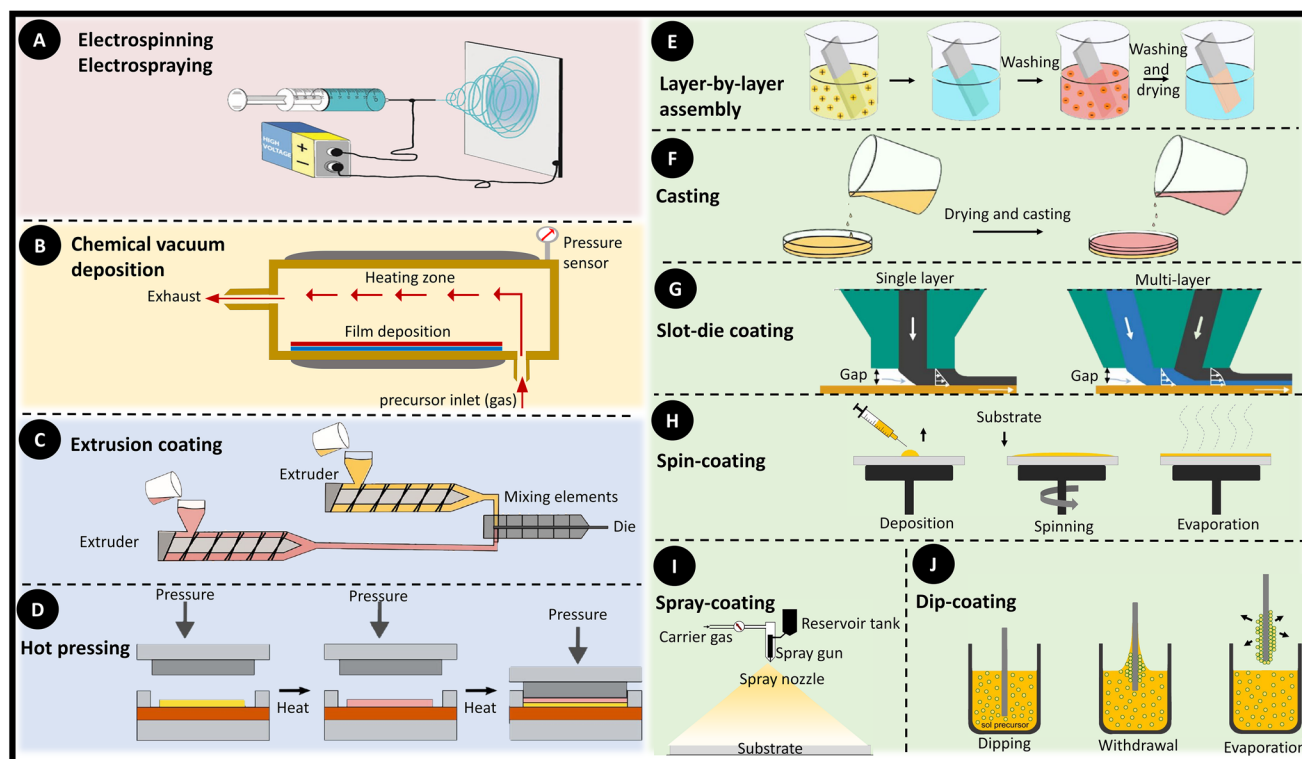 A
Electrospinning
Electrospraying
HIGH
VOLTAGE
+
−
B
Chemical vacuum
deposition
Pressure
sensor
Heating zone
Exhaust
Film deposition
precursor inlet (gas)
C
Extrusion coating
Extruder
Mixing elements
Die
Extruder
D
Hot pressing
Pressure
Pressure
Pressure
Heat
Heat
E
Layer-by-layer
assembly
Washing
Washing
and
drying
F
Casting
Drying and casting
G
Slot-die coating
Single layer
Multi-layer
Gap
Gap
H
Spin-coating
Substrate
Deposition
Spinning
Evaporation
I
Spray-coating
Carrier gas
Reservoir tank
Spray gun
Spray nozzle
Substrate
J
Dip-coating
sol precursor
Dipping
Withdrawal
Evaporation